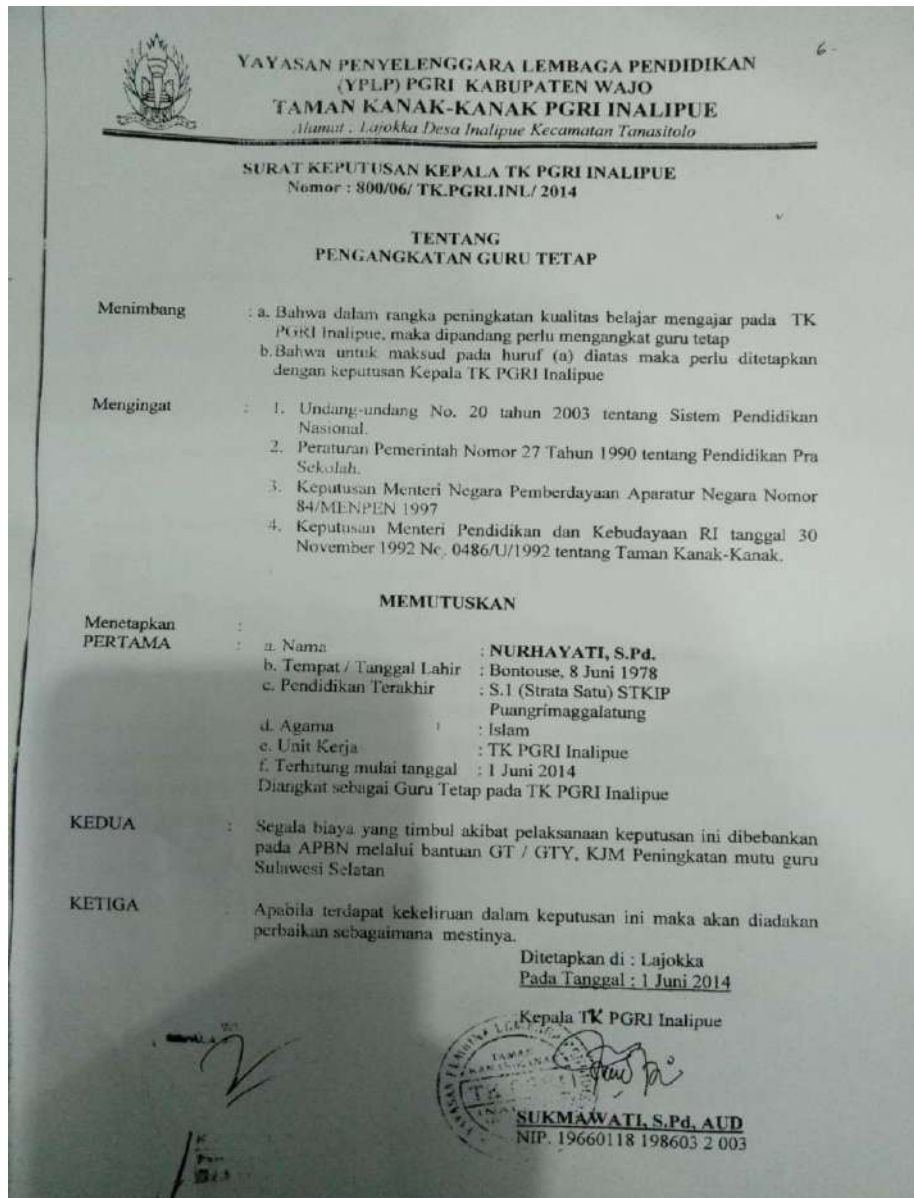 6-
YAYASAN PENYELENGGARA LEMBAGA PENDIDIKAN
(YPLP) PGRI KABUPATEN WAJO
TAMAN KANAK-KANAK PGRI INALIPUE
Alamat : Lajokka Desa Inalipue Kecamatan Tanasitolo
SURAT KEPUTUSAN KEPALA TK PGRI INALIPUE
Nomor : 800/06/ TK.PGRI.INL/ 2014
TENTANG
PENGANGKATAN GURU TETAP
Menimbang : a. Bahwa dalam rangka peningkatan kualitas belajar mengajar pada TK
PGRI Inalipue, maka dipandang perlu mengangkat guru tetap
b. Bahwa untuk maksud pada huruf (a) diatas maka perlu ditetapkan
dengan keputusan Kepala TK PGRI Inalipue
Mengingat : 1. Undang-undang No. 20 tahun 2003 tentang Sistem Pendidikan
Nasional.
2. Peraturan Pemerintah Nomor 27 Tahun 1990 tentang Pendidikan Pra
Sekolah.
3. Keputusan Menteri Negara Pemberdayaan Aparatur Negara Nomor
84/MENPEN 1997
4. Keputusan Menteri Pendidikan dan Kebudayaan RI tanggal 30
November 1992 No. 0486/U/1992 tentang Taman Kanak-Kanak.
MEMUTUSKAN
Menetapkan :
PERTAMA : a. Nama : NURHAYATI, S.Pd.
b. Tempat / Tanggal Lahir : Bontouse, 8 Juni 1978
c. Pendidikan Terakhir : S.1 (Strata Satu) STKIP
Puangrimaggalatung
d. Agama : Islam
e. Unit Kerja : TK PGRI Inalipue
f. Terhitung mulai tanggal : 1 Juni 2014
Diangkat sebagai Guru Tetap pada TK PGRI Inalipue
KEDUA : Segala biaya yang timbul akibat pelaksanaan keputusan ini dibebankan
pada APBN melalui bantuan GT / GTY, KJM Peningkatan mutu guru
Sulawesi Selatan
KETIGA : Apabila terdapat kekeliruan dalam keputusan ini maka akan diadakan
perbaikan sebagaimana mestinya.
Ditetapkan di : Lajokka
Pada Tanggal : 1 Juni 2014
Kepala TK PGRI Inalipue
SUKMAWATI, S.Pd, AUD
NIP. 19660118 198603 2 003